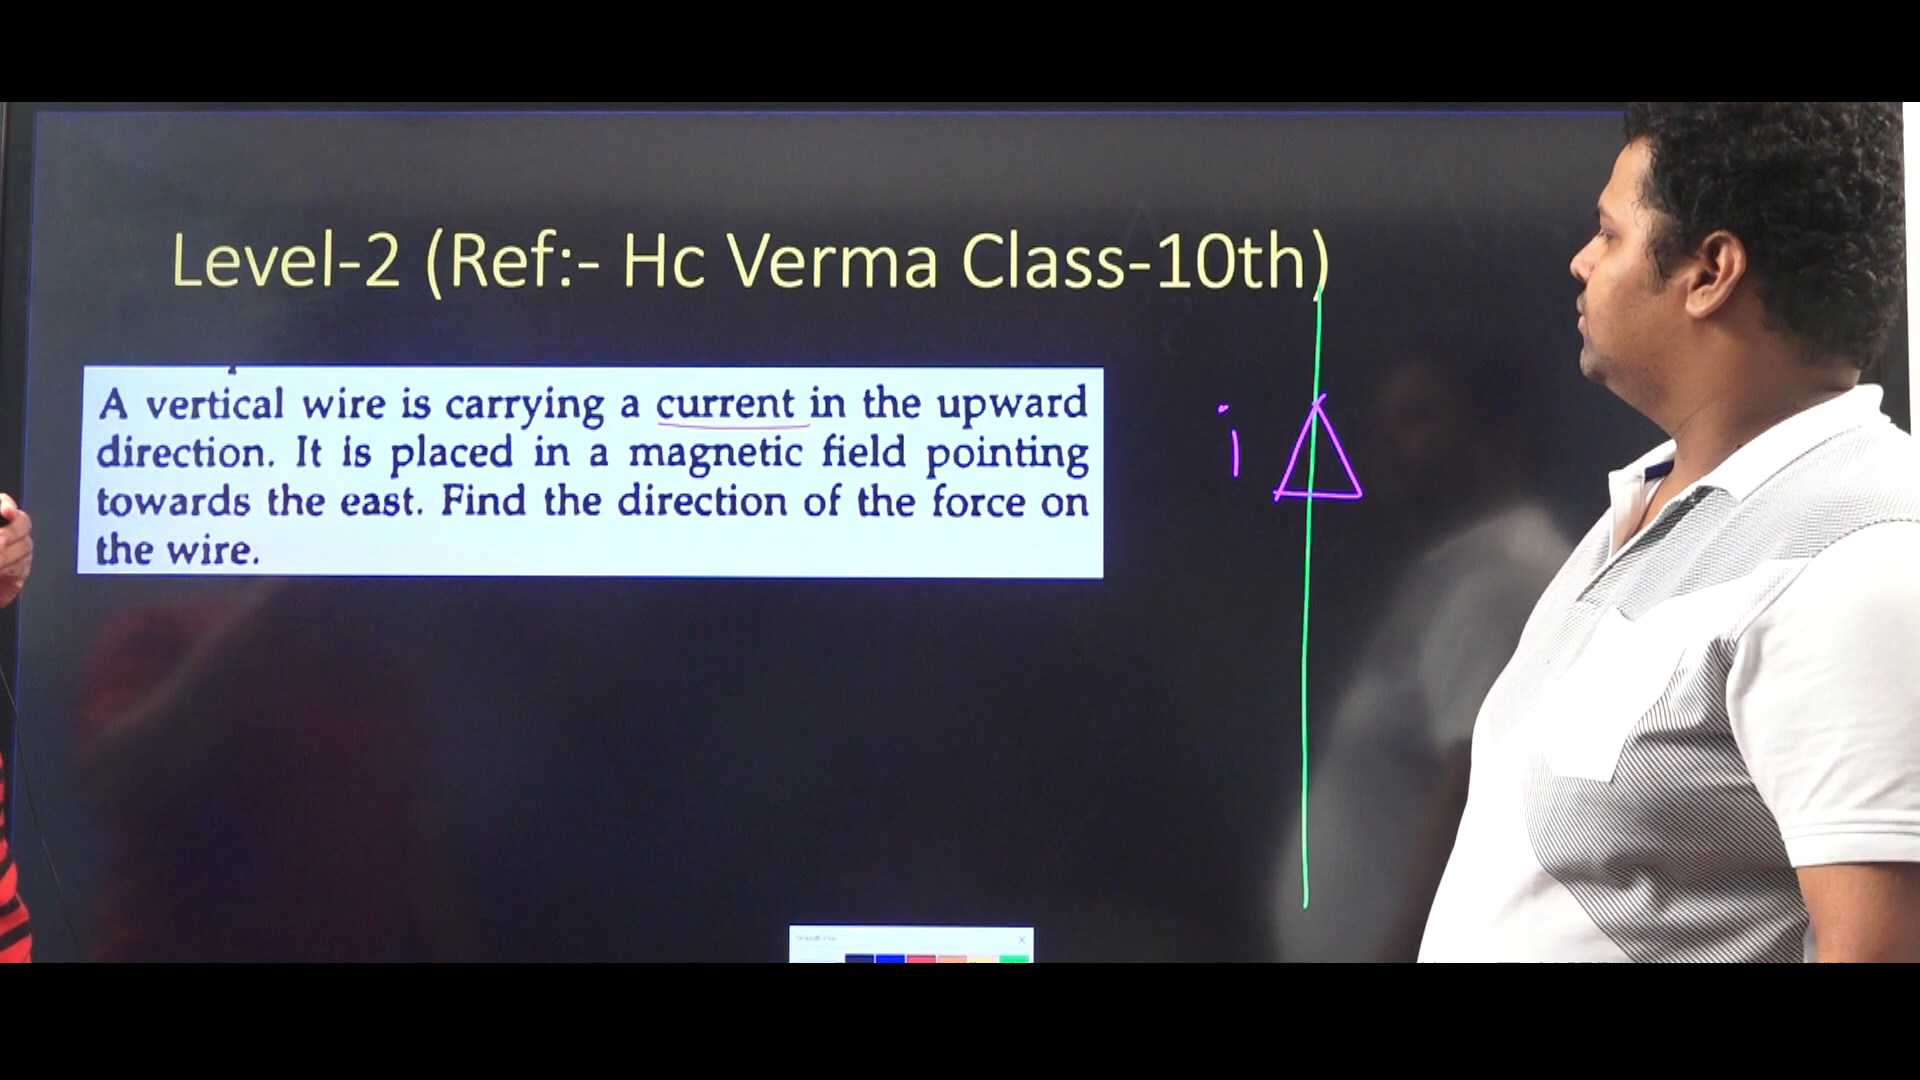 Level-2 (Ref:- Hc Verma Class-10th)
A vertical wire is carrying a current in the upward
direction. It is placed in a magnetic field pointing
towards the east. Find the direction of the force on
the wire.
i